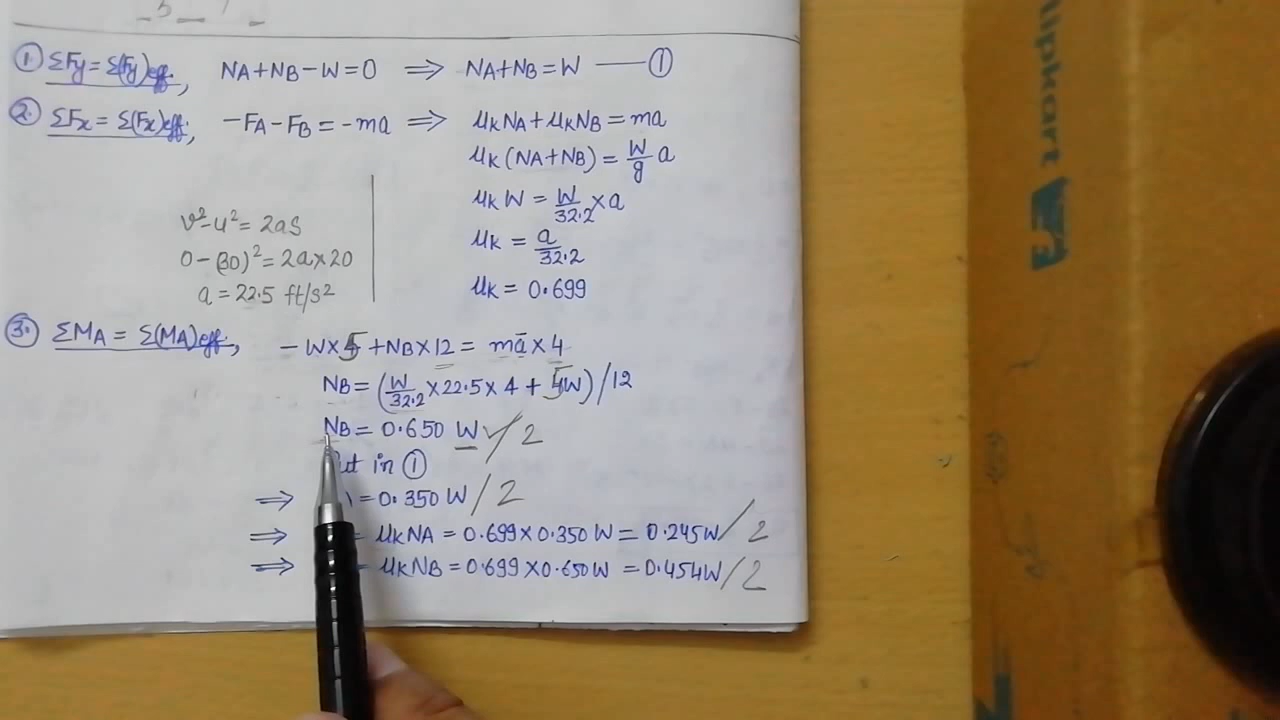 ① ΣFy = Σ(Fy)eff. , NA+NB−W=0 ⟹ NA+NB=W —— ①
② ΣFx = Σ(Fx)eff. , −FA−FB = −ma ⟹ μKNA+μKNB = ma
μK(NA+NB) = W/g a
μK W = W/32.2 × a
μK = a/32.2
μK = 0.699
v²−u² = 2aS
0−(30)² = 2a×20
a = 22.5 ft/s²
③ ΣMA = Σ(MA)eff. , −W×5 + NB×12 = mā×4
NB = (W/32.2 ×22.5×4 + 5W)/12
NB = 0.650 W /2
in ①
⟹ = 0.350 W /2
⟹ = μKNA = 0.699×0.350 W = 0.245W /2
⟹ = μKNB = 0.699×0.650W = 0.454W /2
lipkart